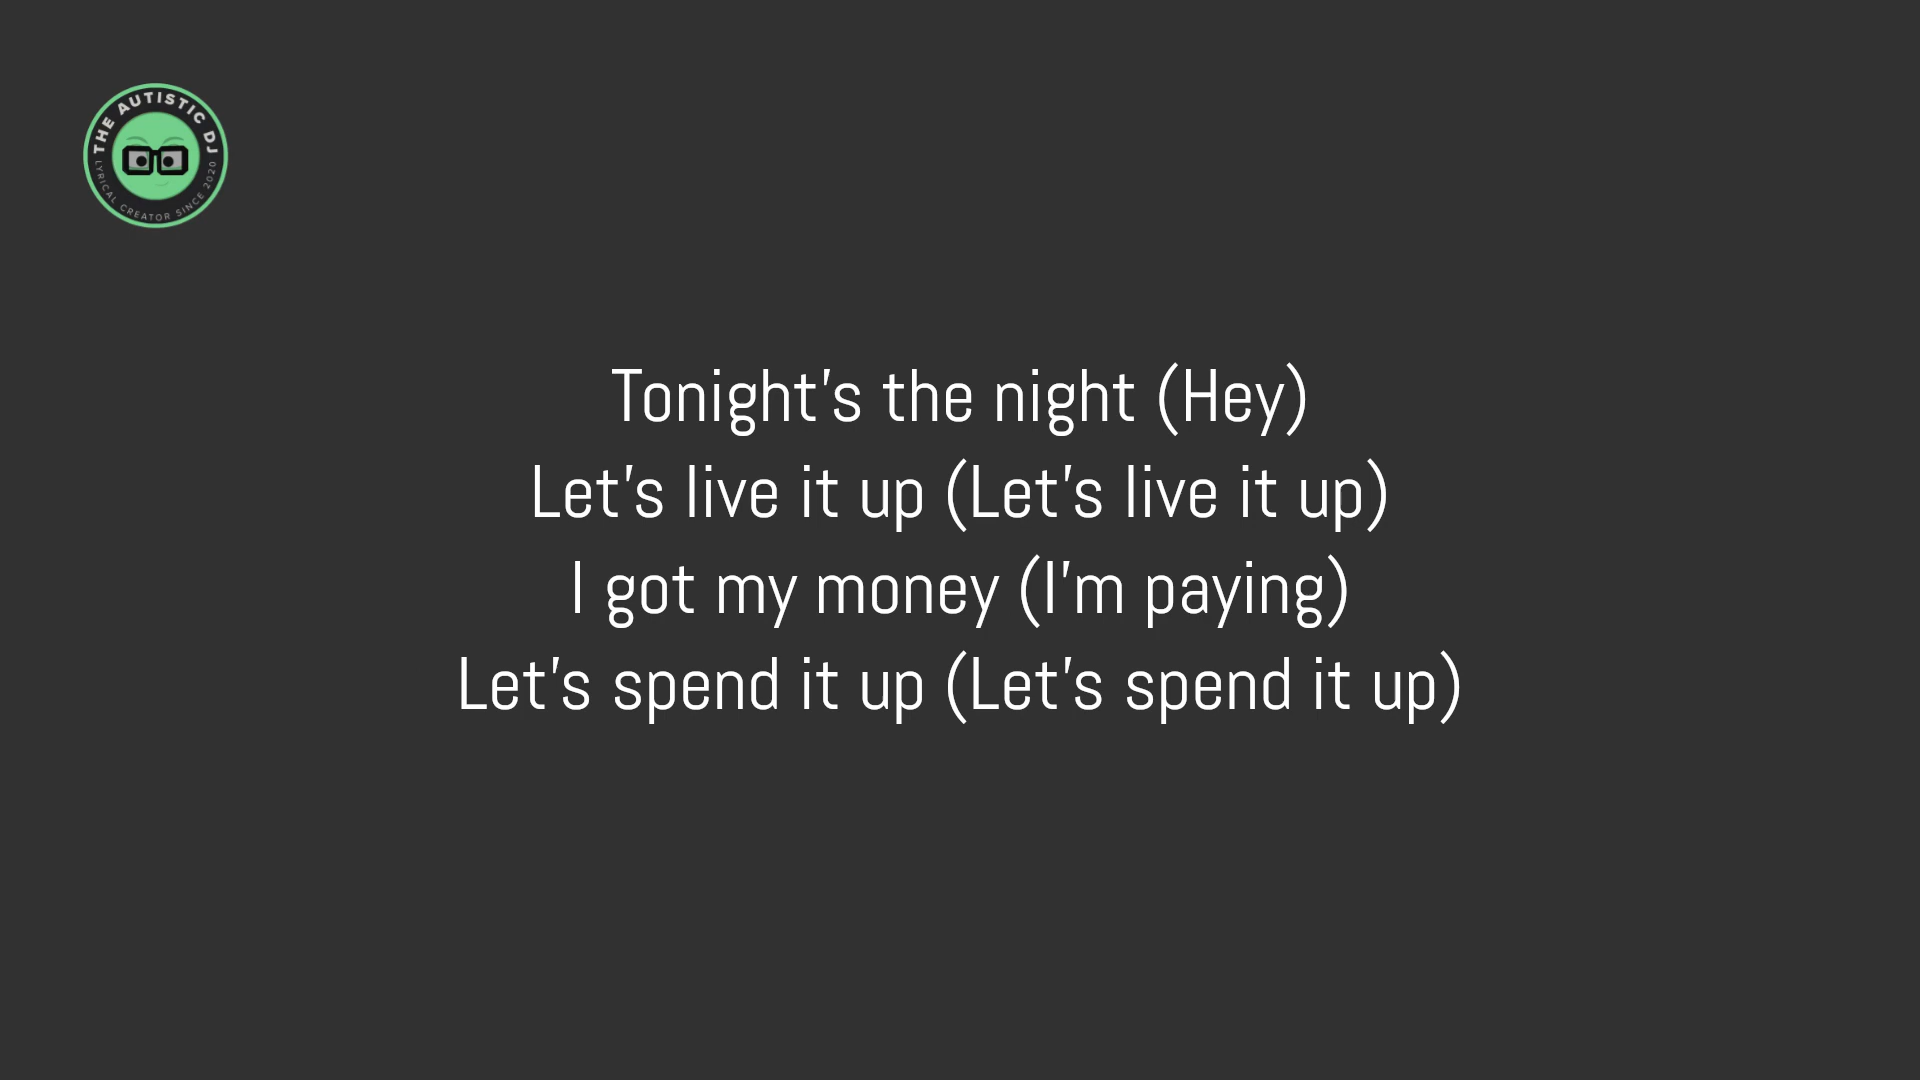 THE AUTISTIC DJ
LYRICAL CREATOR SINCE 2020
Tonight's the night (Hey)
Let's live it up (Let's live it up)
I got my money (I'm paying)
Let's spend it up (Let's spend it up)